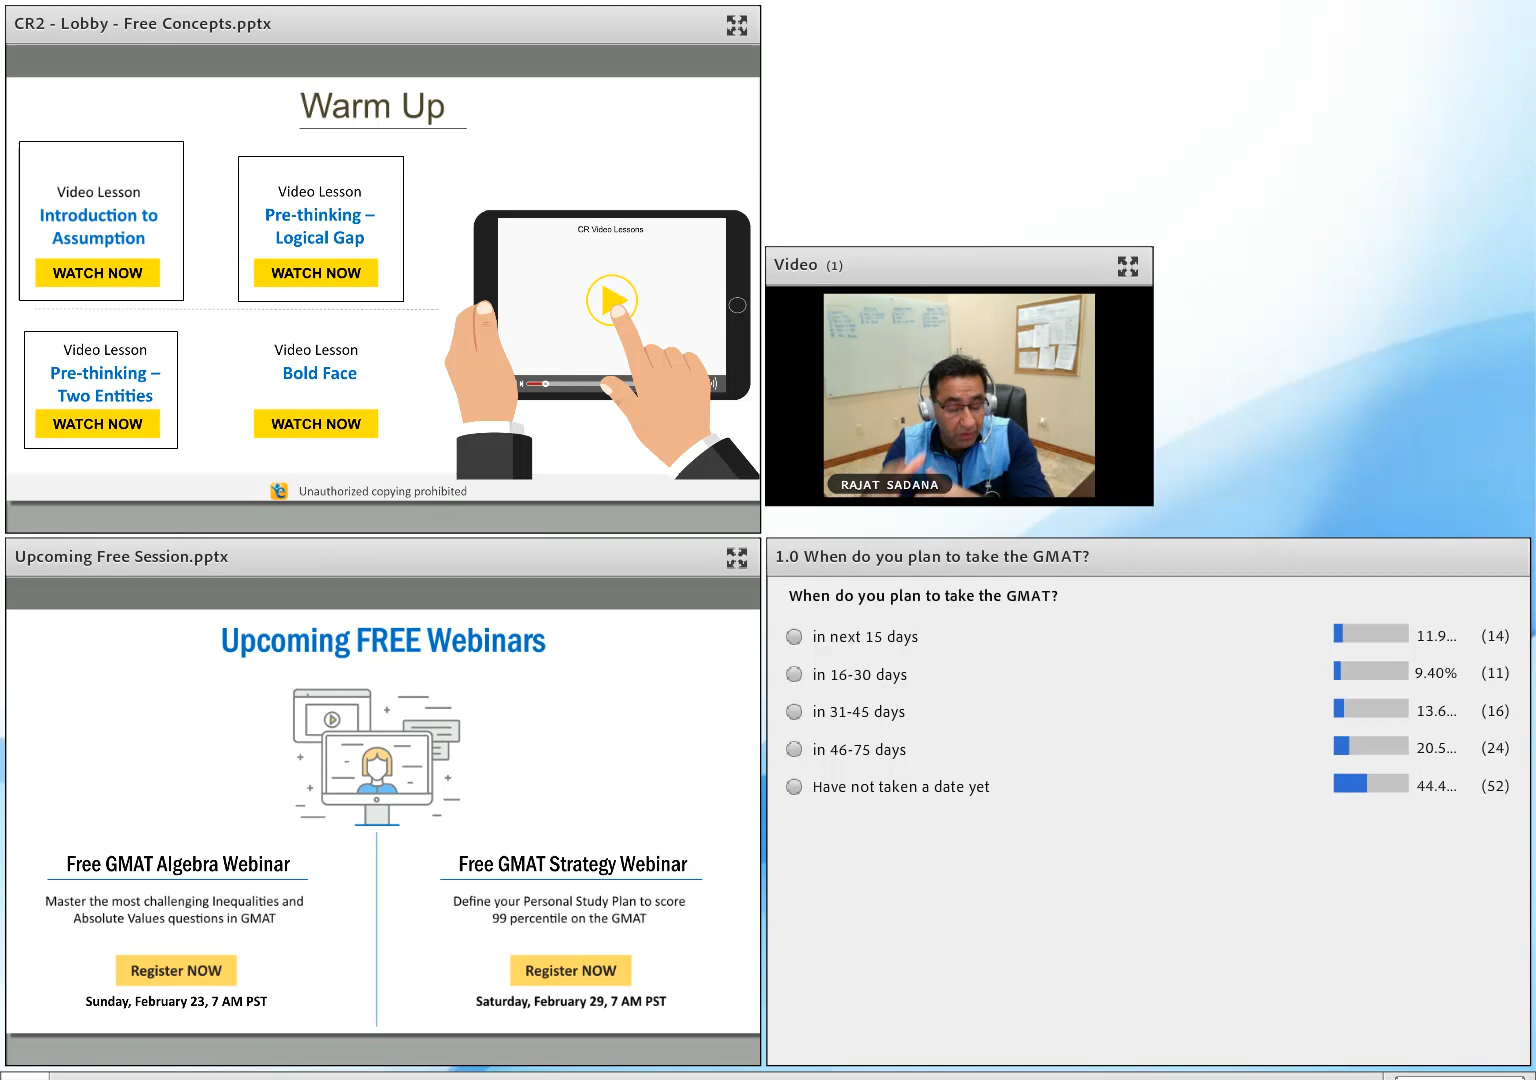 CR2 - Lobby - Free Concepts.pptx
Warm Up
Video Lesson
Introduction to
Assumption
WATCH NOW
Video Lesson
Pre-thinking –
Logical Gap
WATCH NOW
Video Lesson
Pre-thinking –
Two Entities
WATCH NOW
Video Lesson
Bold Face
WATCH NOW
CR Video Lessons
Unauthorized copying prohibited
Video (1)
RAJAT SADANA
Upcoming Free Session.pptx
Upcoming FREE Webinars
Free GMAT Algebra Webinar
Master the most challenging Inequalities and
Absolute Values questions in GMAT
Register NOW
Sunday, February 23, 7 AM PST
Free GMAT Strategy Webinar
Define your Personal Study Plan to score
99 percentile on the GMAT
Register NOW
Saturday, February 29, 7 AM PST
1.0 When do you plan to take the GMAT?
When do you plan to take the GMAT?
in next 15 days 11.9... (14)
in 16-30 days 9.40% (11)
in 31-45 days 13.6... (16)
in 46-75 days 20.5... (24)
Have not taken a date yet 44.4... (52)